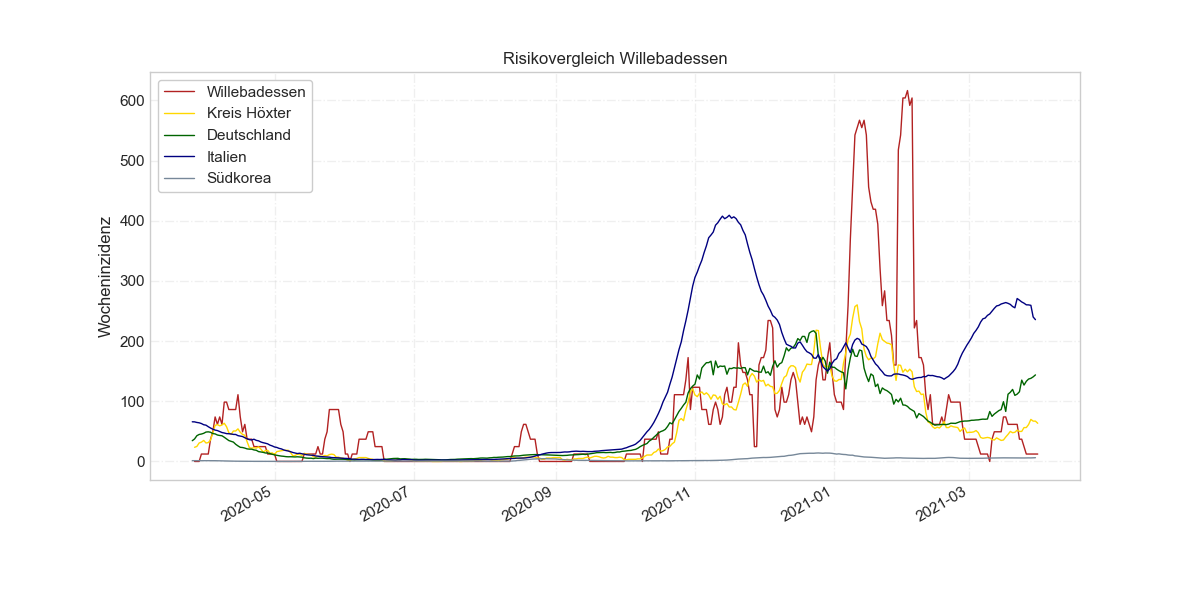 Risikovergleich Willebadessen
Willebadessen
Kreis Höxter
Deutschland
Italien
Südkorea
Wocheninzidenz
600
500
400
300
200
100
0
2020-05
2020-07
2020-09
2020-11
2021-01
2021-03